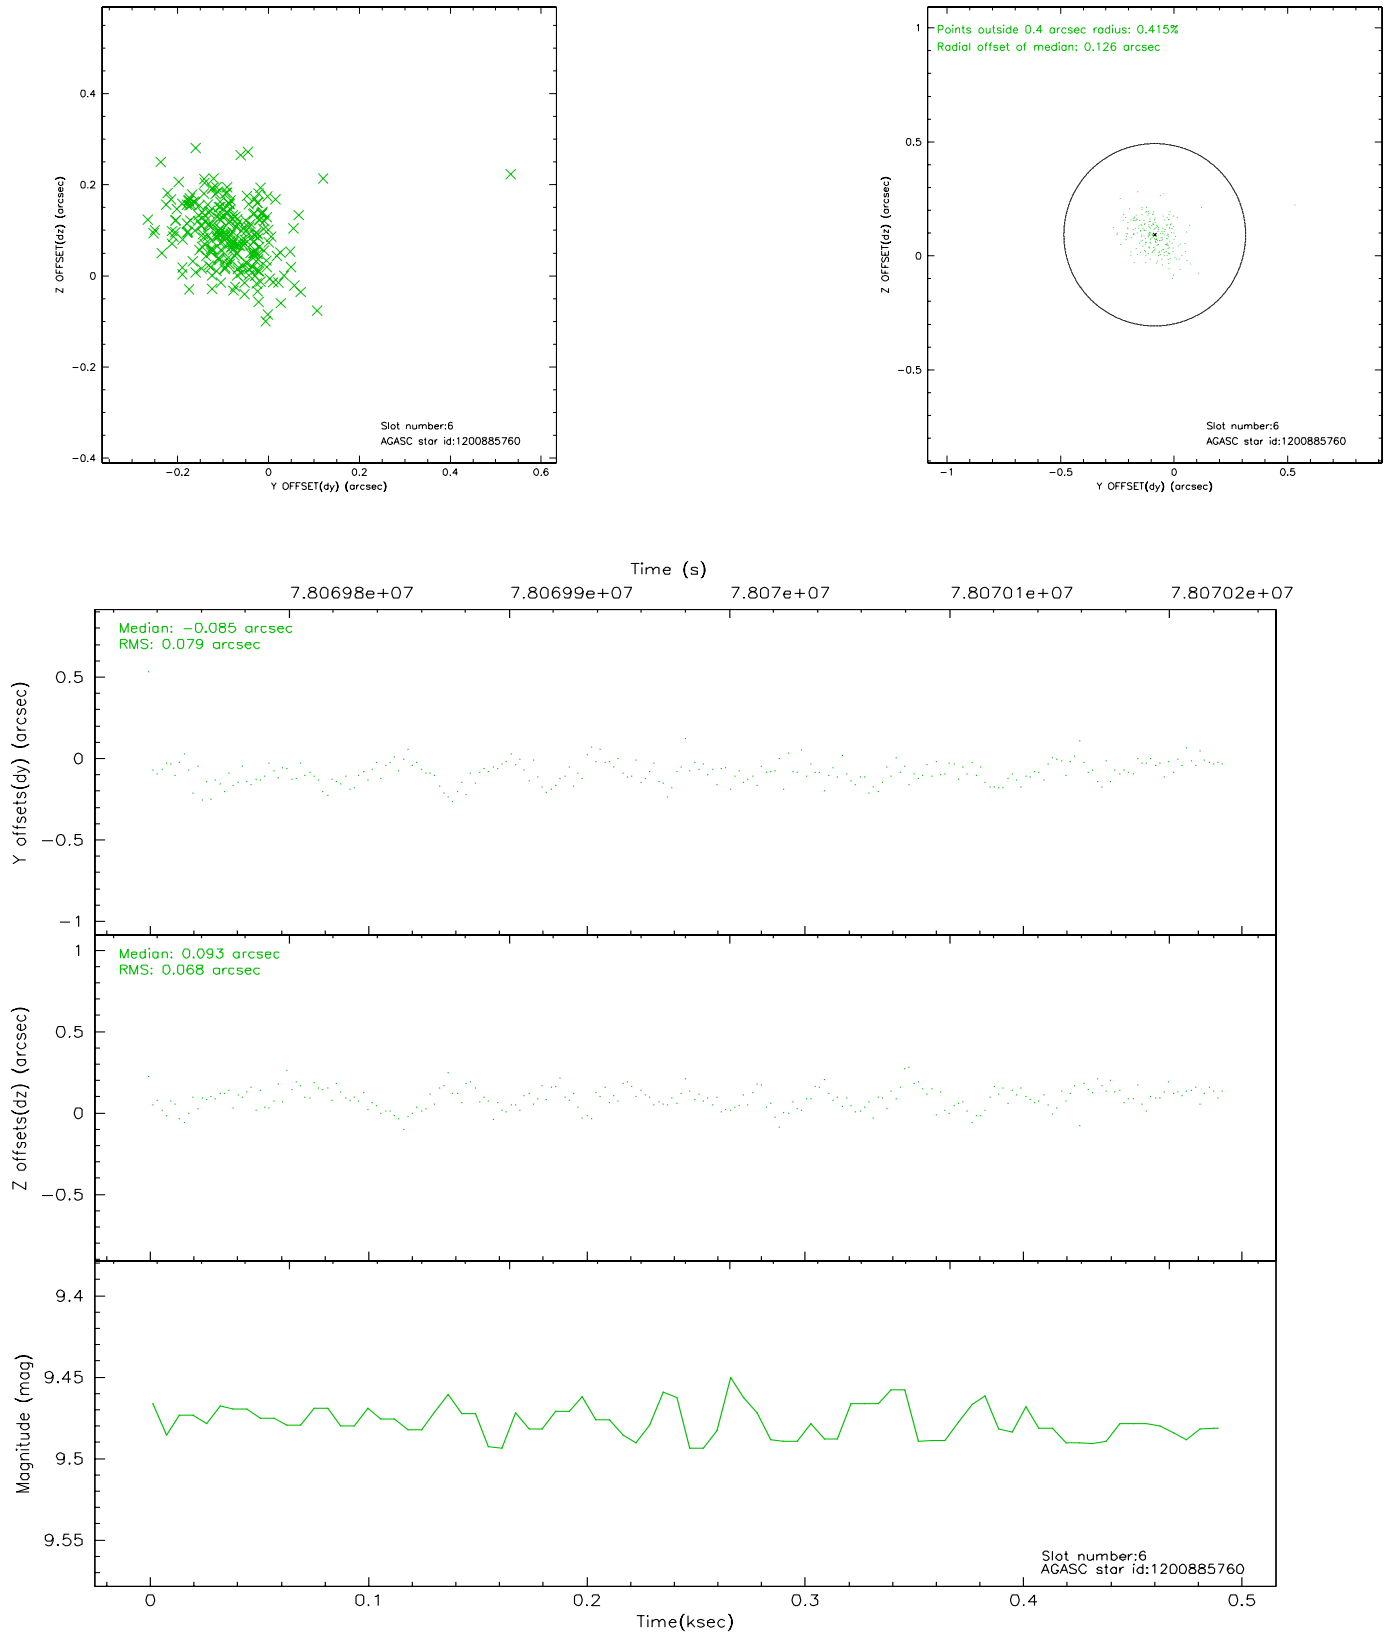 0.4
0.2
0
−0.2
−0.4
Z OFFSET(dz) (arcsec)
Slot number:6
AGASC star id:1200885760
−0.2 0 0.2 0.4 0.6
Y OFFSET(dy) (arcsec)
Points outside 0.4 arcsec radius: 0.415%
Radial offset of median: 0.126 arcsec
1
0.5
0
−0.5
Z OFFSET(dz) (arcsec)
Slot number:6
AGASC star id:1200885760
−1 −0.5 0 0.5
Y OFFSET(dy) (arcsec)
Time (s)
7.80698e+07 7.80699e+07 7.807e+07 7.80701e+07 7.80702e+07
Median: −0.085 arcsec
RMS: 0.079 arcsec
0.5
0
−0.5
−1
Y offsets(dy) (arcsec)
Median: 0.093 arcsec
RMS: 0.068 arcsec
1
0.5
0
−0.5
Z offsets(dz) (arcsec)
9.4
9.45
9.5
9.55
Magnitude (mag)
Slot number:6
AGASC star id:1200885760
0 0.1 0.2 0.3 0.4 0.5
Time(ksec)